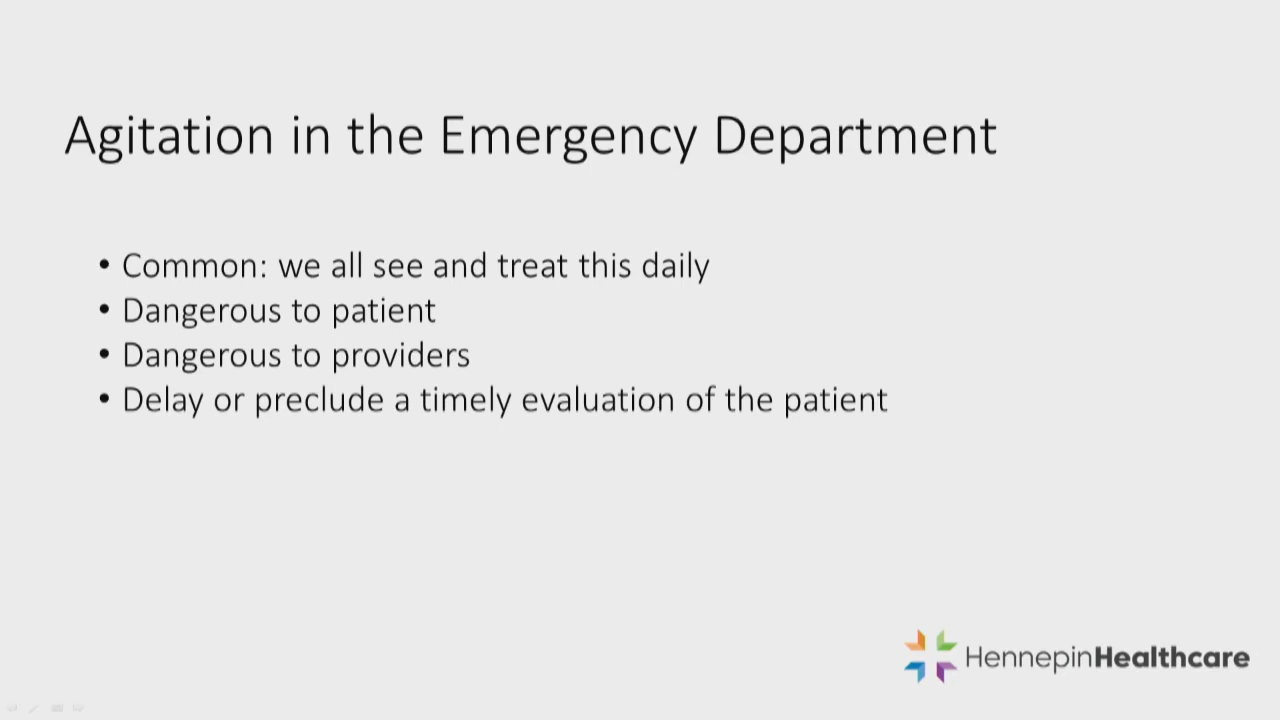 Agitation in the Emergency Department
• Common: we all see and treat this daily
• Dangerous to patient
• Dangerous to providers
• Delay or preclude a timely evaluation of the patient
HennepinHealthcare